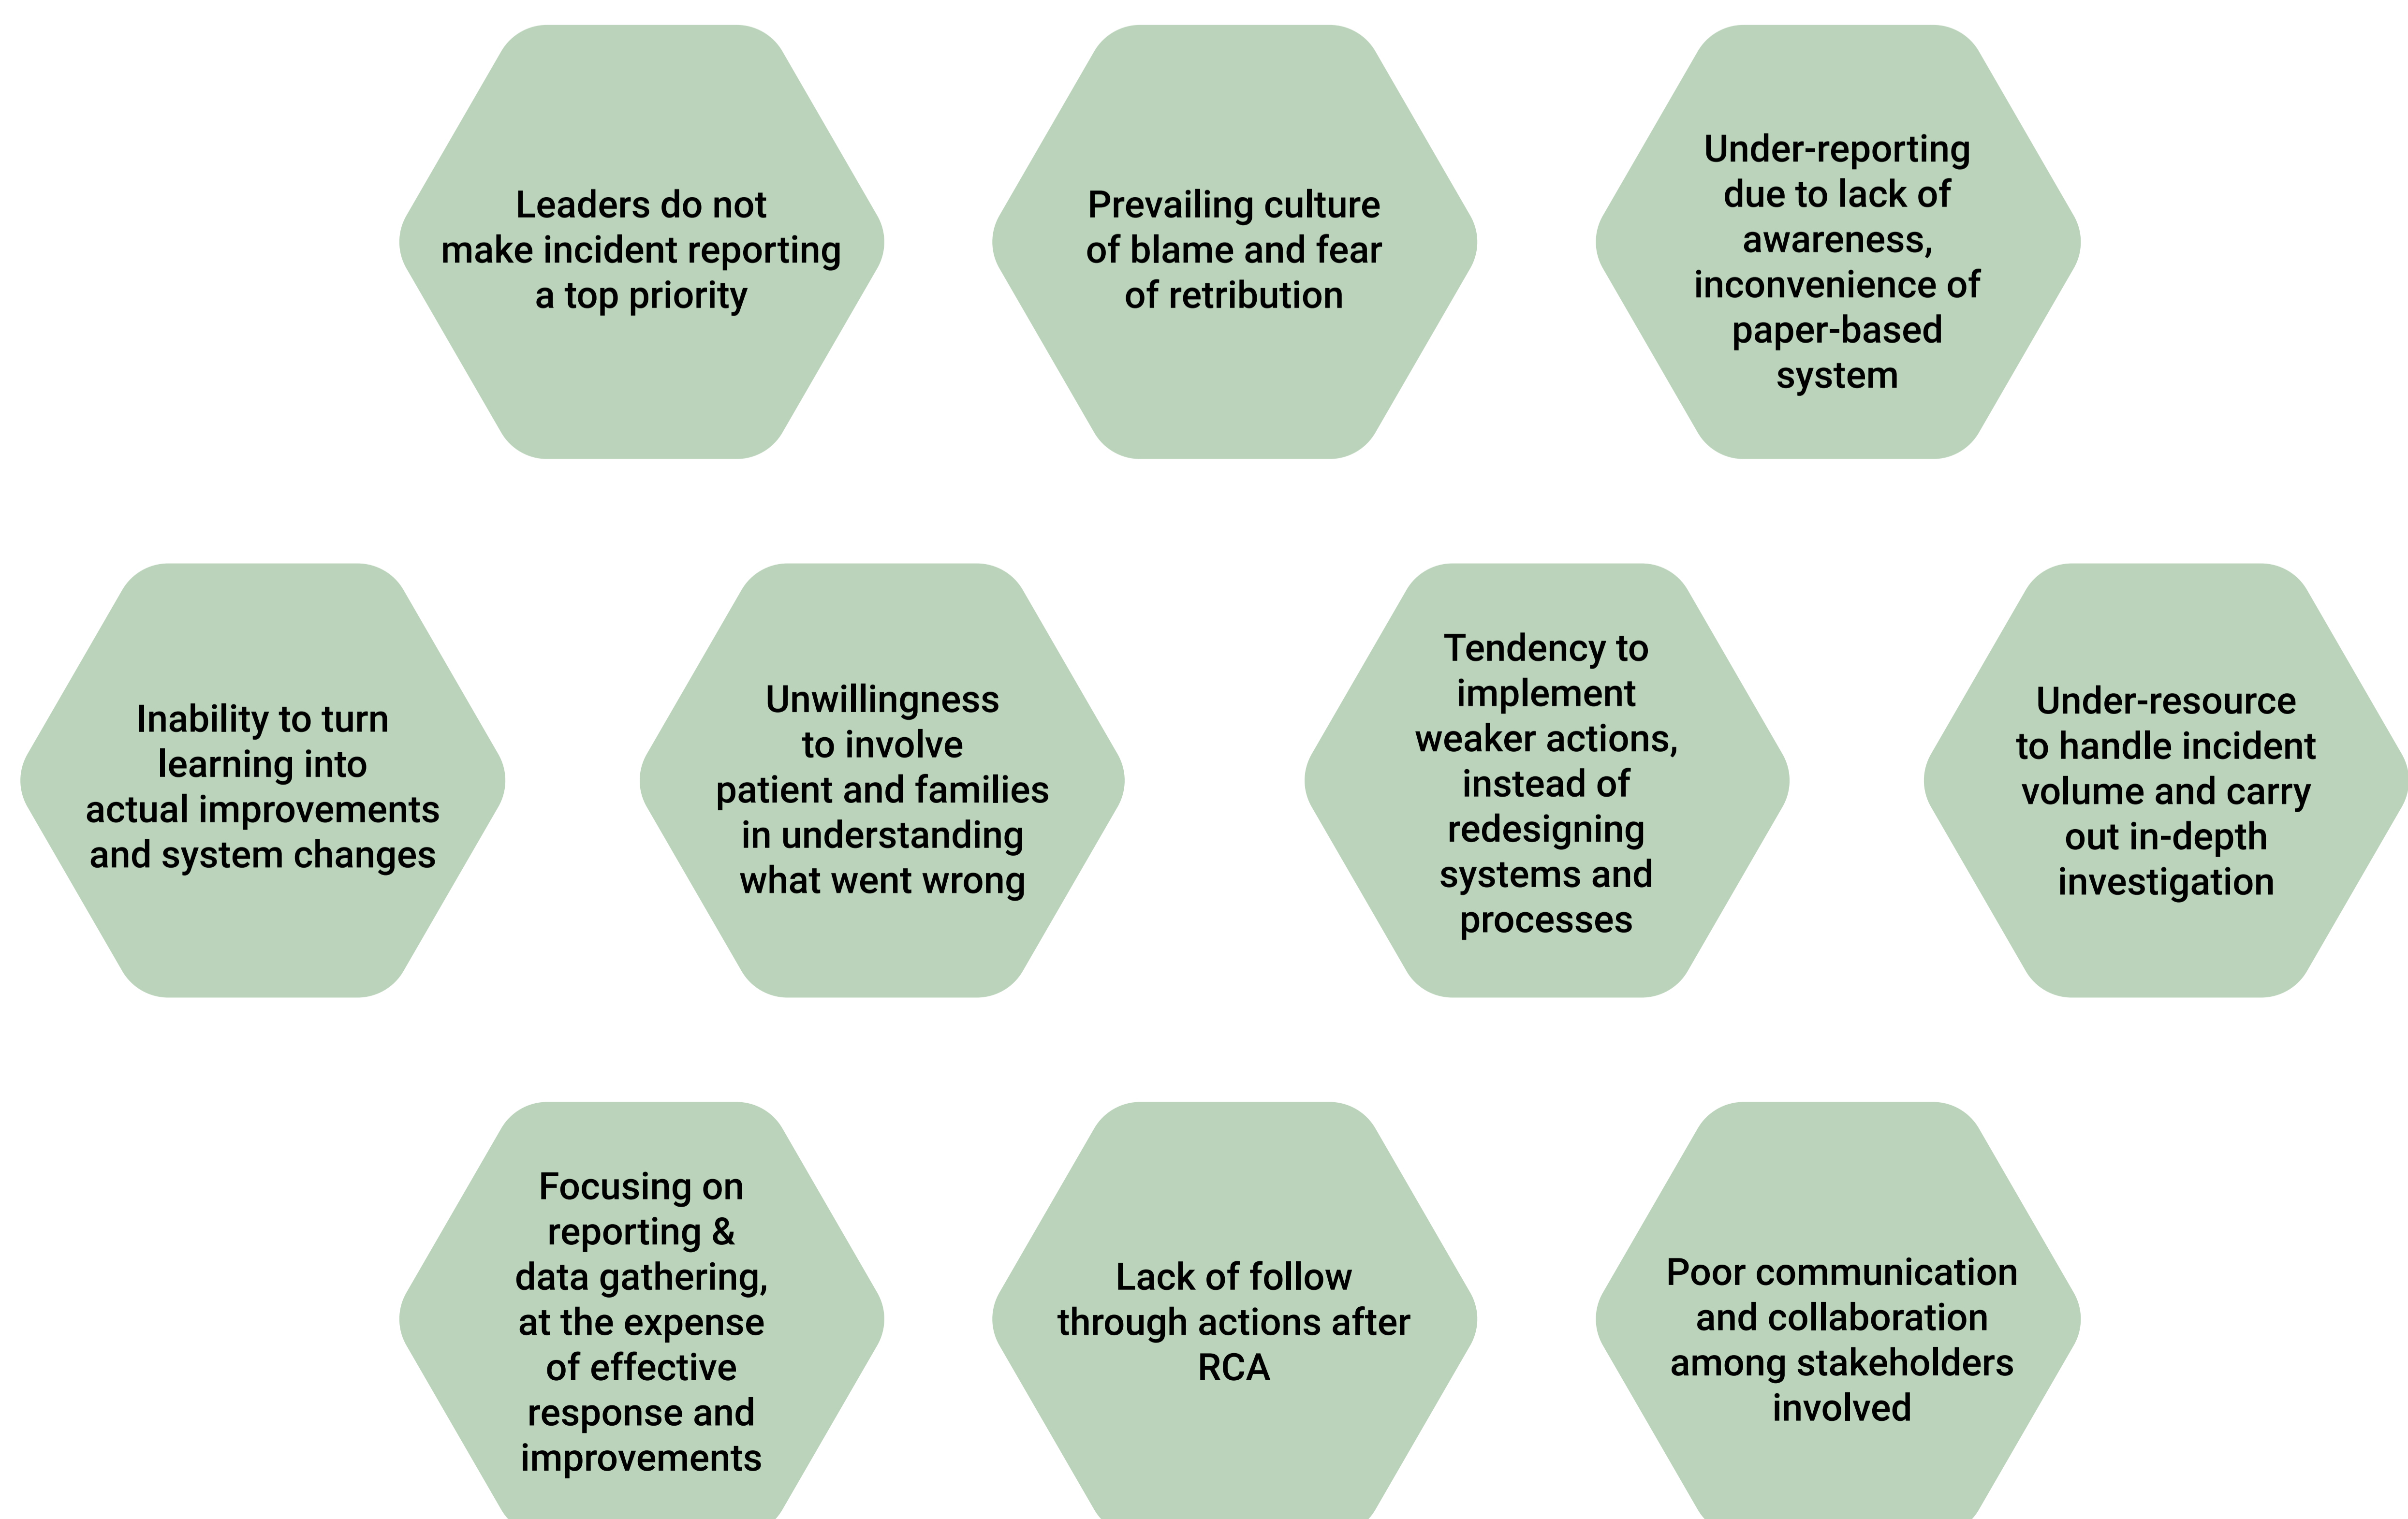 Leaders do not
make incident reporting
a top priority
Prevailing culture
of blame and fear
of retribution
Under-reporting
due to lack of
awareness,
inconvenience of
paper-based
system
Inability to turn
learning into
actual improvements
and system changes
Unwillingness
to involve
patient and families
in understanding
what went wrong
Tendency to
implement
weaker actions,
instead of
redesigning
systems and
processes
Under-resource
to handle incident
volume and carry
out in-depth
investigation
Focusing on
reporting &
data gathering,
at the expense
of effective
response and
improvements
Lack of follow
through actions after
RCA
Poor communication
and collaboration
among stakeholders
involved